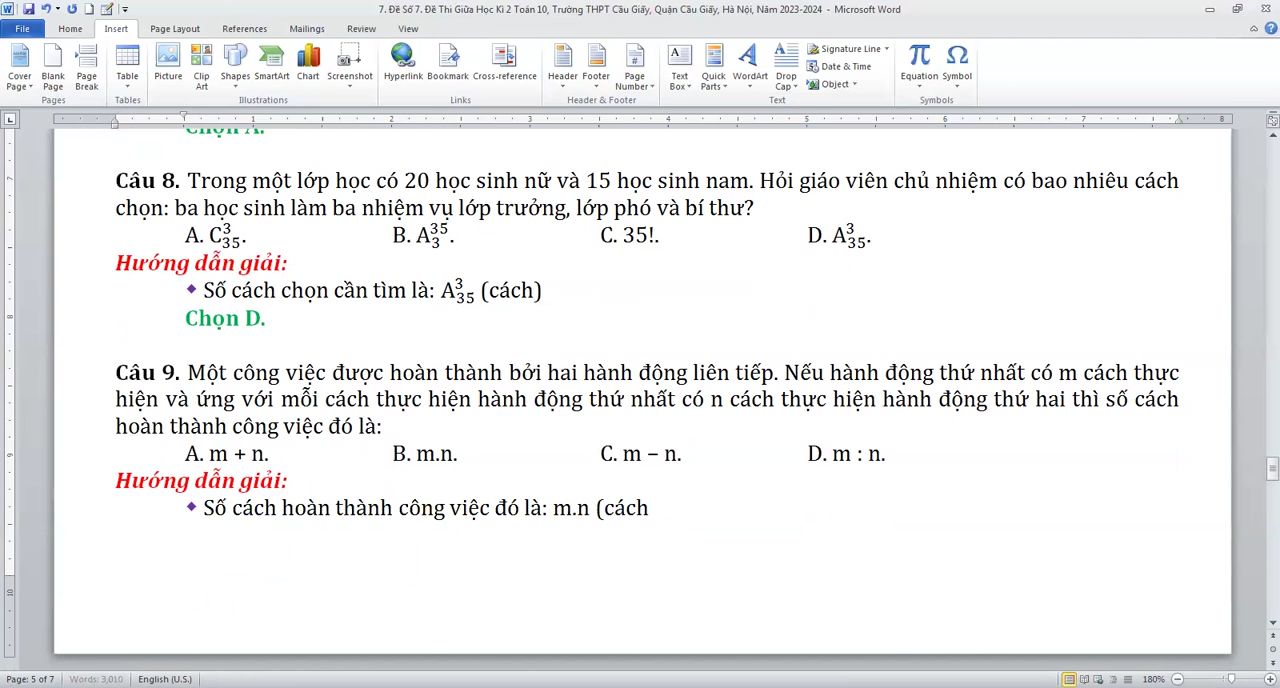 7. Đề Số 7. Đề Thi Giữa Học Kì 2 Toán 10, Trường THPT Cầu Giấy, Quận Cầu Giấy, Hà Nội, Năm 2023-2024 - Microsoft Word
File Home Insert Page Layout References Mailings Review View
Cover Page Blank Page Page Break Table Picture Clip Art Shapes SmartArt Chart Screenshot Hyperlink Bookmark Cross-reference Header Footer Page Number Text Box Quick Parts WordArt Drop Cap Signature Line Date & Time Object Equation Symbol
Pages Tables Illustrations Links Header & Footer Text Symbols
1 2 3 4 5 6 7 8
Chọn A.
Câu 8. Trong một lớp học có 20 học sinh nữ và 15 học sinh nam. Hỏi giáo viên chủ nhiệm có bao nhiêu cách
chọn: ba học sinh làm ba nhiệm vụ lớp trưởng, lớp phó và bí thư?
A. C³₃₅. B. A³⁵₃. C. 35!. D. A³₃₅.
Hướng dẫn giải:
Số cách chọn cần tìm là: A³₃₅ (cách)
Chọn D.
Câu 9. Một công việc được hoàn thành bởi hai hành động liên tiếp. Nếu hành động thứ nhất có m cách thực
hiện và ứng với mỗi cách thực hiện hành động thứ nhất có n cách thực hiện hành động thứ hai thì số cách
hoàn thành công việc đó là:
A. m + n. B. m.n. C. m − n. D. m : n.
Hướng dẫn giải:
Số cách hoàn thành công việc đó là: m.n (cách
Page: 5 of 7 Words: 3,010 English (U.S.) 180%